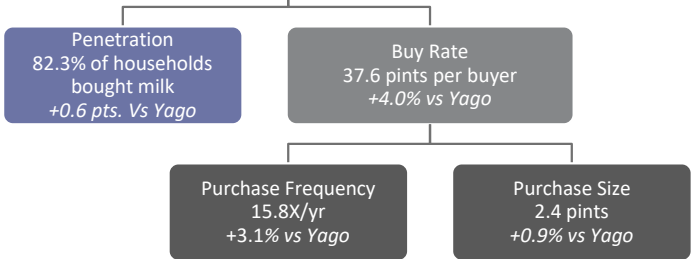 Penetration
82.3% of households
bought milk
+0.6 pts. Vs Yago
Buy Rate
37.6 pints per buyer
+4.0% vs Yago
Purchase Frequency
15.8X/yr
+3.1% vs Yago
Purchase Size
2.4 pints
+0.9% vs Yago